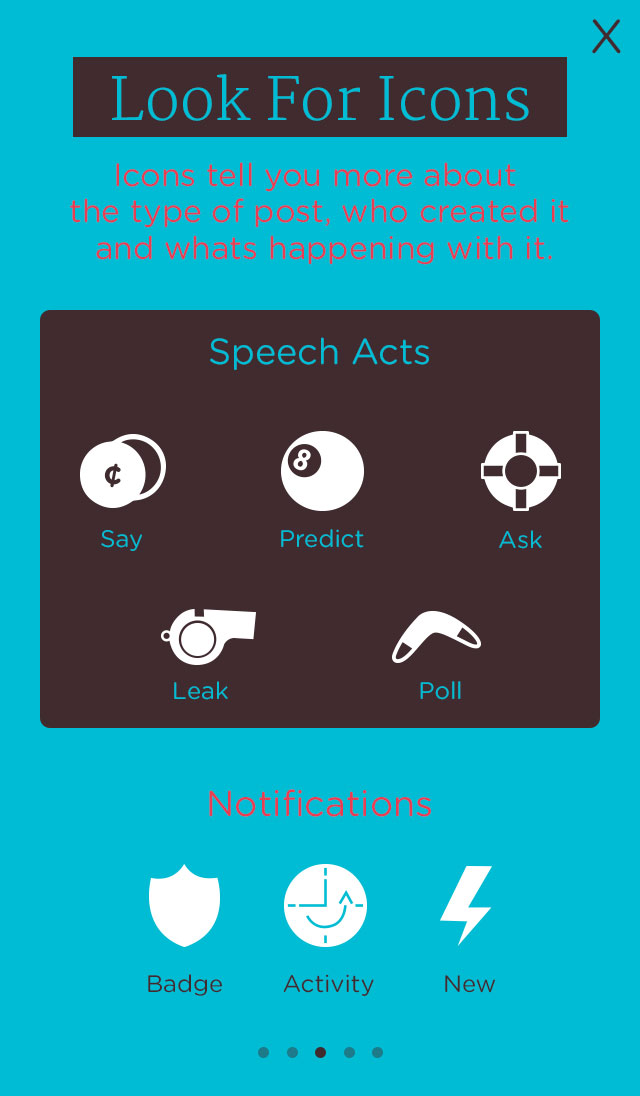 X
Look For Icons
Icons tell you more about
the type of post, who created it
and whats happening with it.
Speech Acts
¢
8
Say
Predict
Ask
Leak
Poll
Notifications
Badge
Activity
New